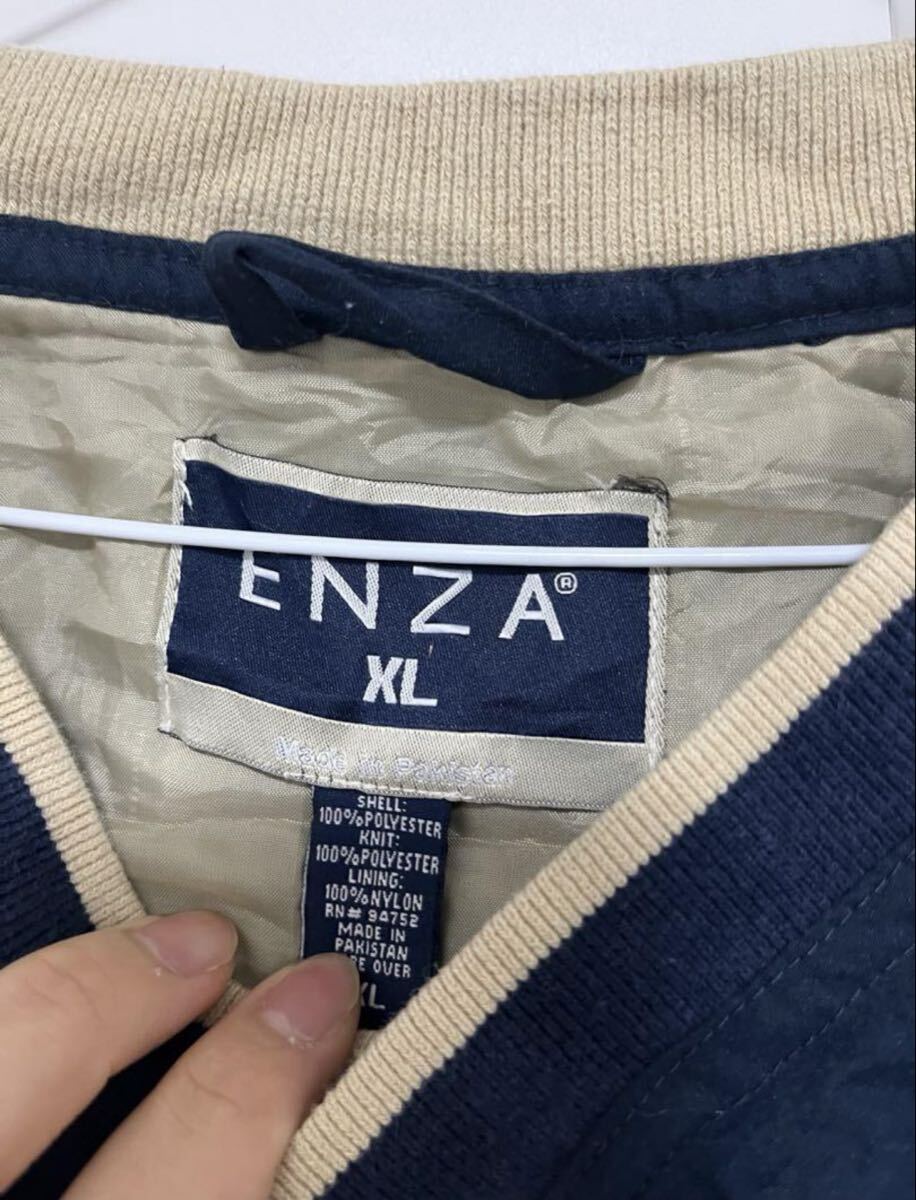 ENZA®
XL
Made in Pakistan
SHELL:
100%POLYESTER
KNIT:
100%POLYESTER
LINING:
100%NYLON
RN# 94752
MADE IN
PAKISTAN
OVER
XL